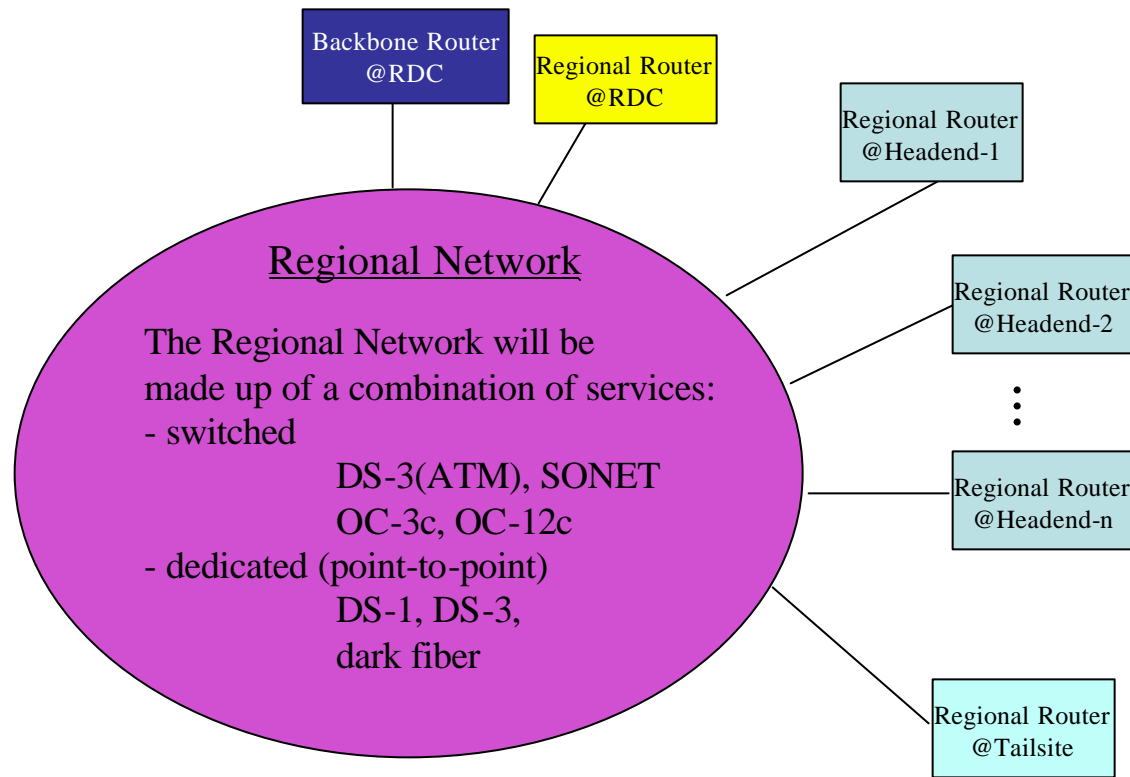 Backbone Router
@RDC
Regional Router
@RDC
Regional Router
@Headend-1
Regional Network
The Regional Network will be
made up of a combination of services:
- switched
DS-3(ATM), SONET
OC-3c, OC-12c
- dedicated (point-to-point)
DS-1, DS-3,
dark fiber
Regional Router
@Headend-2
Regional Router
@Headend-n
Regional Router
@Tailsite